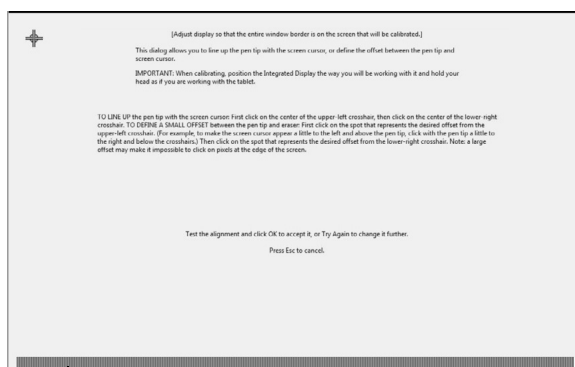 [Adjust display so that the entire window border is on the screen that will be calibrated.]
This dialog allows you to line up the pen tip with the screen cursor, or define the offset between the pen tip and
screen cursor.
IMPORTANT: When calibrating, position the Integrated Display the way you will be working with it and hold your
head as if you are working with the tablet.
TO LINE UP the pen tip with the screen cursor: First click on the center of the upper-left crosshair, then click on the center of the lower-right
crosshair. TO DEFINE A SMALL OFFSET between the pen tip and eraser: First click on the spot that represents the desired offset from the
upper-left crosshair. (For example, to make the screen cursor appear a little to the left and above the pen tip, click with the pen tip a little to
the right and below the crosshairs.) Then click on the spot that represents the desired offset from the lower-right crosshair. Note: a large
offset may make it impossible to click on pixels at the edge of the screen.
Test the alignment and click OK to accept it, or Try Again to change it further.
Press Esc to cancel.